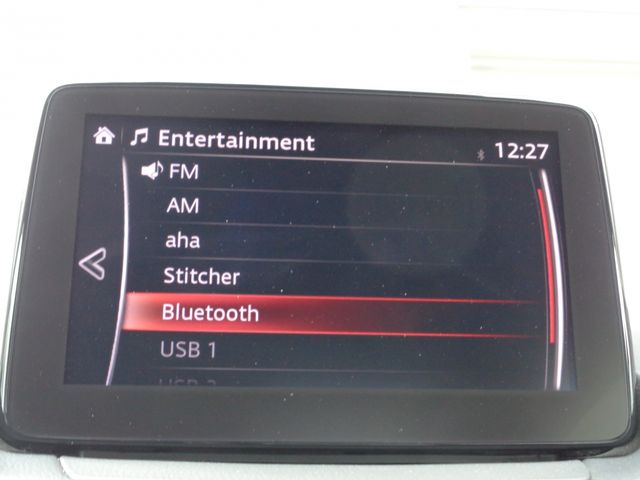 Entertainment
12:27
FM
AM
aha
Stitcher
Bluetooth
USB 1